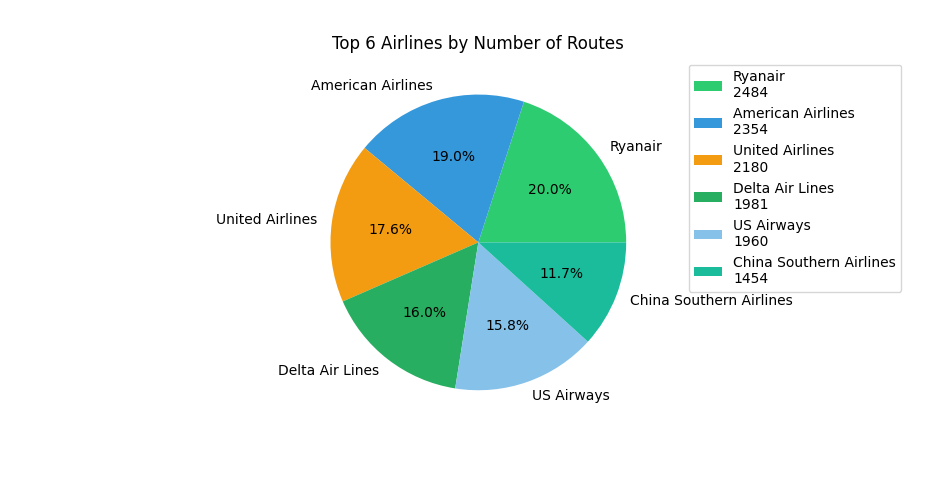 Top 6 Airlines by Number of Routes
American Airlines
Ryanair
United Airlines
Delta Air Lines
US Airways
China Southern Airlines
19.0%
20.0%
17.6%
16.0%
15.8%
11.7%
Ryanair
2484
American Airlines
2354
United Airlines
2180
Delta Air Lines
1981
US Airways
1960
China Southern Airlines
1454